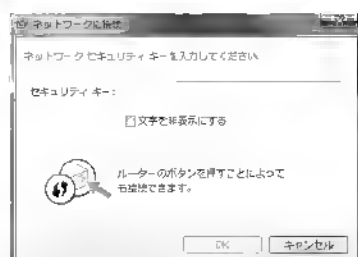 ネットワークに接続
ネットワーク セキュリティ キーを入力してください
セキュリティ キー:
文字を非表示にする
ルーターのボタンを押すことによって
も接続できます。
OK
キャンセル